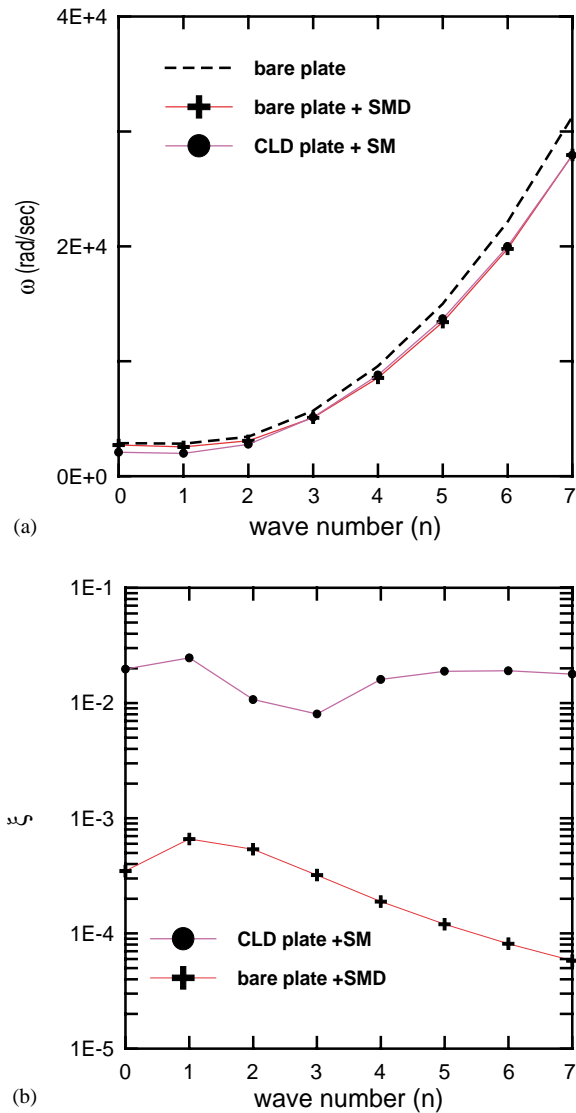 4E+4
bare plate
bare plate + SMD
CLD plate + SM
2E+4
0E+0
ω (rad/sec)
0 1 2 3 4 5 6 7
wave number (n)
(a)
1E-1
1E-2
1E-3
1E-4
1E-5
ξ
CLD plate +SM
bare plate +SMD
0 1 2 3 4 5 6 7
wave number (n)
(b)